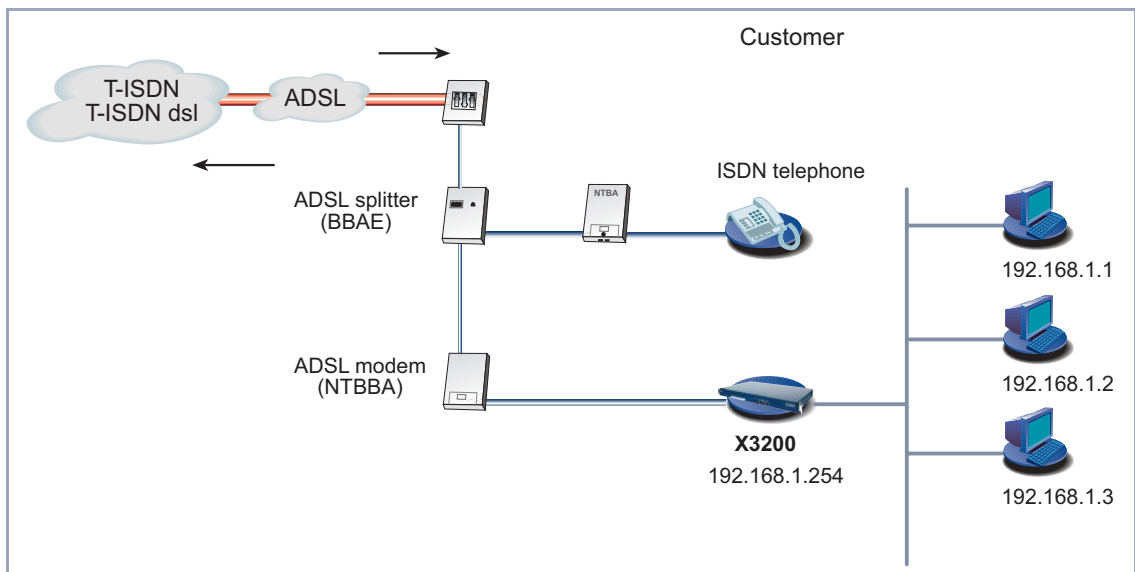 Customer
T-ISDN
T-ISDN dsl
ADSL
ADSL splitter
(BBAE)
NTBA
ISDN telephone
192.168.1.1
192.168.1.2
ADSL modem
(NTBBA)
X3200
192.168.1.254
192.168.1.3